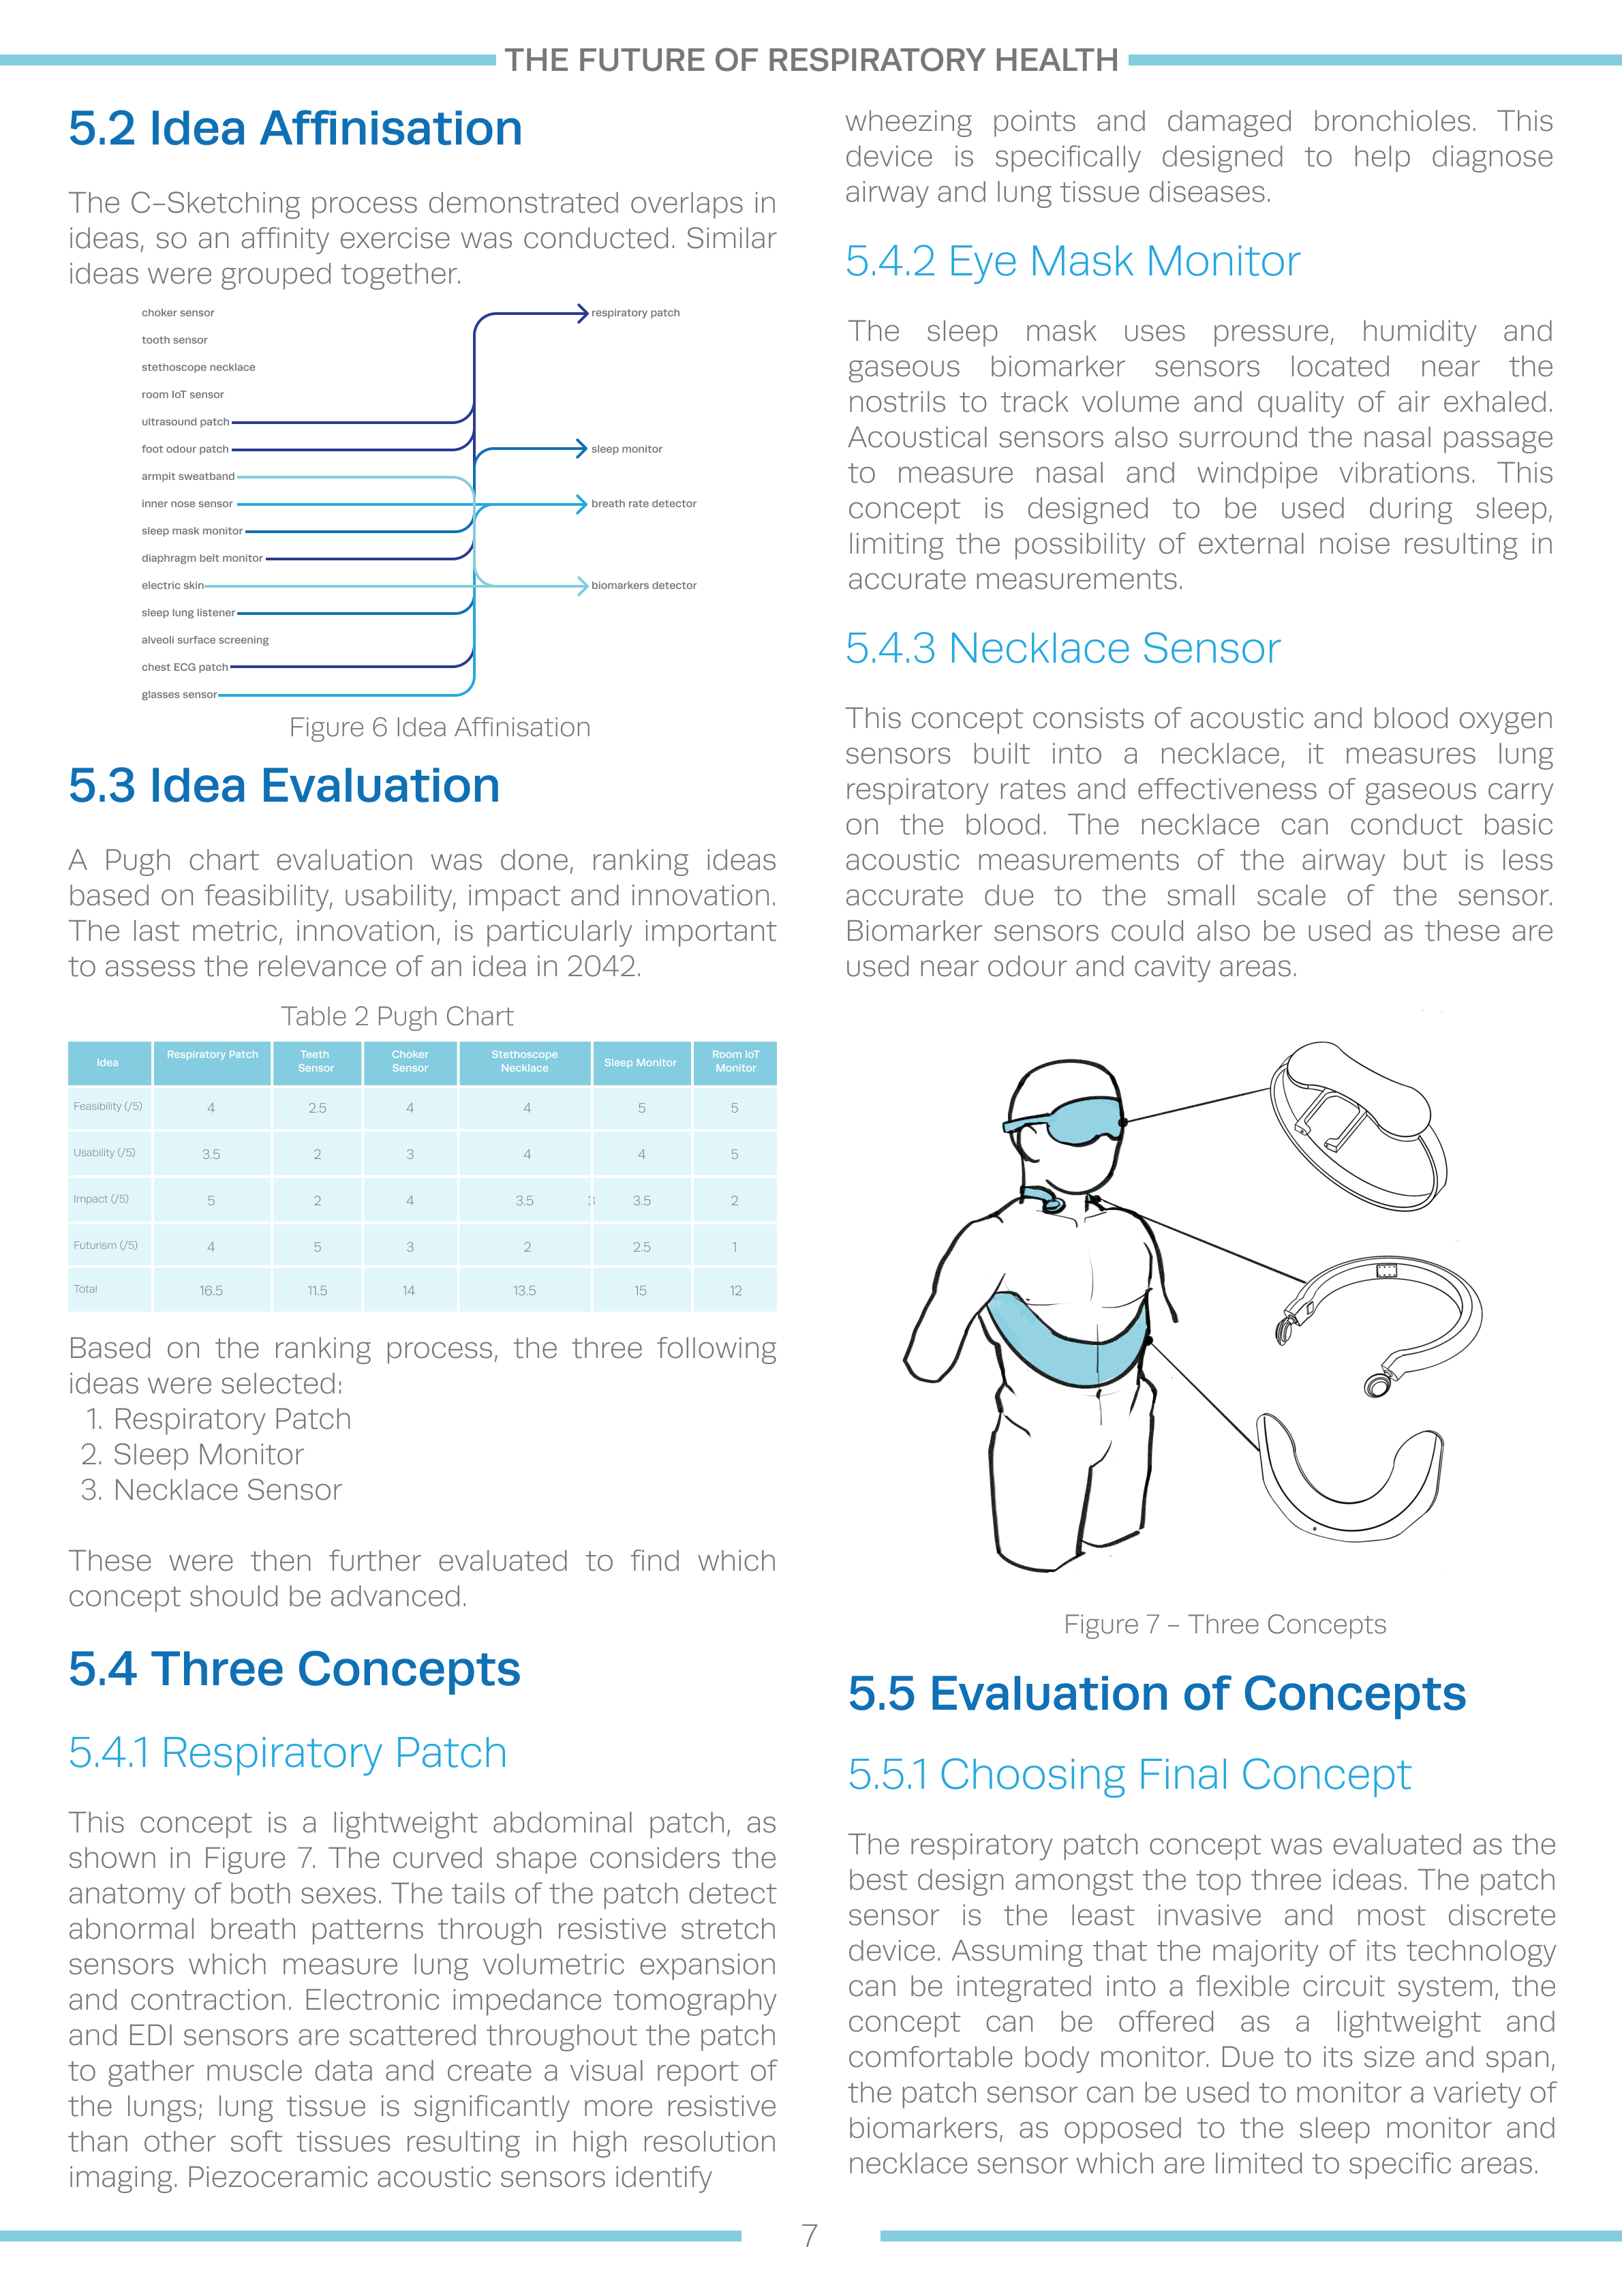 THE FUTURE OF RESPIRATORY HEALTH
5.2 Idea Affinisation
The C-Sketching process demonstrated overlaps in
ideas, so an affinity exercise was conducted. Similar
ideas were grouped together.
choker sensor
tooth sensor
stethoscope necklace
room IoT sensor
ultrasound patch
foot odour patch
armpit sweatband
inner nose sensor
sleep mask monitor
diaphragm belt monitor
electric skin
sleep lung listener
alveoli surface screening
chest ECG patch
glasses sensor
respiratory patch
sleep monitor
breath rate detector
biomarkers detector
Figure 6 Idea Affinisation
5.3 Idea Evaluation
A Pugh chart evaluation was done, ranking ideas
based on feasibility, usability, impact and innovation.
The last metric, innovation, is particularly important
to assess the relevance of an idea in 2042.
Table 2 Pugh Chart
Idea Respiratory Patch Teeth Sensor Choker Sensor Stethoscope Necklace Sleep Monitor Room IoT Monitor
Feasibility (/5) 4 2.5 4 4 5 5
Usability (/5) 3.5 2 3 4 4 5
Impact (/5) 5 2 4 3.5 3.5 2
Futurism (/5) 4 5 3 2 2.5 1
Total 16.5 11.5 14 13.5 15 12
Based on the ranking process, the three following
ideas were selected:
1. Respiratory Patch
2. Sleep Monitor
3. Necklace Sensor
These were then further evaluated to find which
concept should be advanced.
5.4 Three Concepts
5.4.1 Respiratory Patch
This concept is a lightweight abdominal patch, as
shown in Figure 7. The curved shape considers the
anatomy of both sexes. The tails of the patch detect
abnormal breath patterns through resistive stretch
sensors which measure lung volumetric expansion
and contraction. Electronic impedance tomography
and EDI sensors are scattered throughout the patch
to gather muscle data and create a visual report of
the lungs; lung tissue is significantly more resistive
than other soft tissues resulting in high resolution
imaging. Piezoceramic acoustic sensors identify
wheezing points and damaged bronchioles. This
device is specifically designed to help diagnose
airway and lung tissue diseases.
5.4.2 Eye Mask Monitor
The sleep mask uses pressure, humidity and
gaseous biomarker sensors located near the
nostrils to track volume and quality of air exhaled.
Acoustical sensors also surround the nasal passage
to measure nasal and windpipe vibrations. This
concept is designed to be used during sleep,
limiting the possibility of external noise resulting in
accurate measurements.
5.4.3 Necklace Sensor
This concept consists of acoustic and blood oxygen
sensors built into a necklace, it measures lung
respiratory rates and effectiveness of gaseous carry
on the blood. The necklace can conduct basic
acoustic measurements of the airway but is less
accurate due to the small scale of the sensor.
Biomarker sensors could also be used as these are
used near odour and cavity areas.
Figure 7 - Three Concepts
5.5 Evaluation of Concepts
5.5.1 Choosing Final Concept
The respiratory patch concept was evaluated as the
best design amongst the top three ideas. The patch
sensor is the least invasive and most discrete
device. Assuming that the majority of its technology
can be integrated into a flexible circuit system, the
concept can be offered as a lightweight and
comfortable body monitor. Due to its size and span,
the patch sensor can be used to monitor a variety of
biomarkers, as opposed to the sleep monitor and
necklace sensor which are limited to specific areas.
7